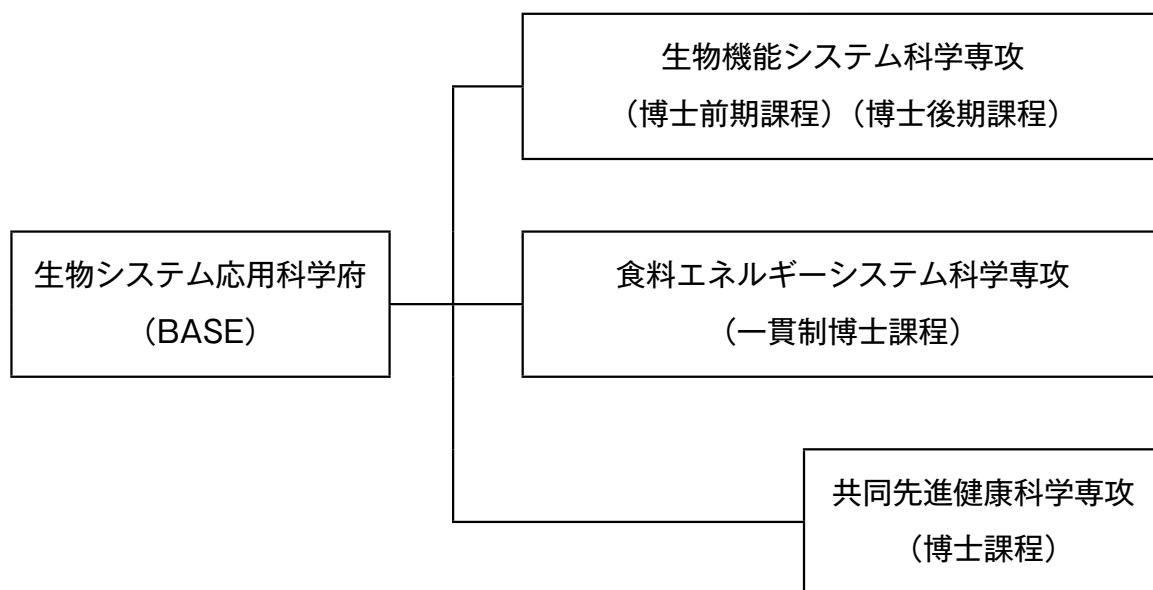 生物機能システム科学専攻
（博士前期課程）（博士後期課程）
生物システム応用科学府
（BASE）
食料エネルギーシステム科学専攻
（一貫制博士課程）
共同先進健康科学専攻
（博士課程）